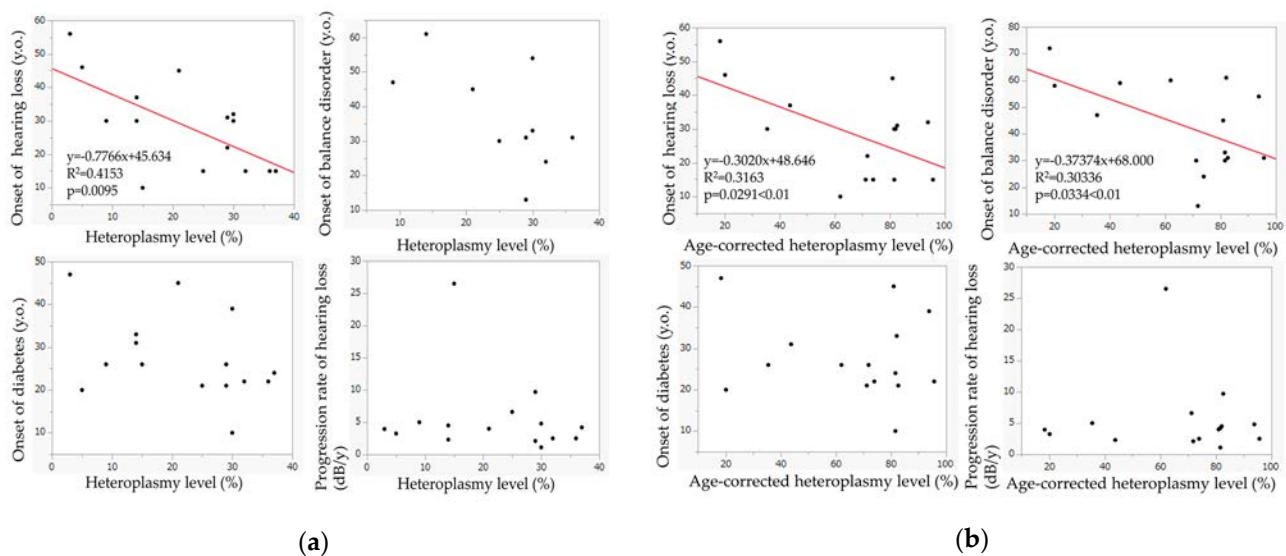 Onset of hearing loss (y.o.)
60
50
40
30
20
10
y=-0.7766x+45.634
R²=0.4153
p=0.0095
0 10 20 30 40
Heteroplasmy level (%)
Onset of balance disorder (y.o.)
60
50
40
30
20
10
10 20 30 40
Heteroplasmy level (%)
Onset of diabetes (y.o.)
50
40
30
20
10
0 10 20 30 40
Heteroplasmy level (%)
Progression rate of hearing loss
(dB/y)
30
25
20
15
10
5
0
0 10 20 30 40
Heteroplasmy level (%)
(a)
Onset of hearing loss (y.o.)
60
50
40
30
20
10
y=-0.3020x+48.646
R²=0.3163
p=0.0291<0.01
20 40 60 80 100
Age-corrected heteroplasmy level (%)
Onset of balance disorder (y.o.)
80
70
60
50
40
30
20
10
y=-0.37374+68.000
R²=0.30336
p=0.0334<0.01
20 40 60 80 100
Age-corrected heteroplasmy level (%)
Onset of diabetes (y.o.)
50
40
30
20
10
20 40 60 80 100
Age-corrected heteroplasmy level (%)
Progression rate of hearing loss
(dB/y)
30
25
20
15
10
5
0
20 40 60 80 100
Age-corrected heteroplasmy level (%)
(b)